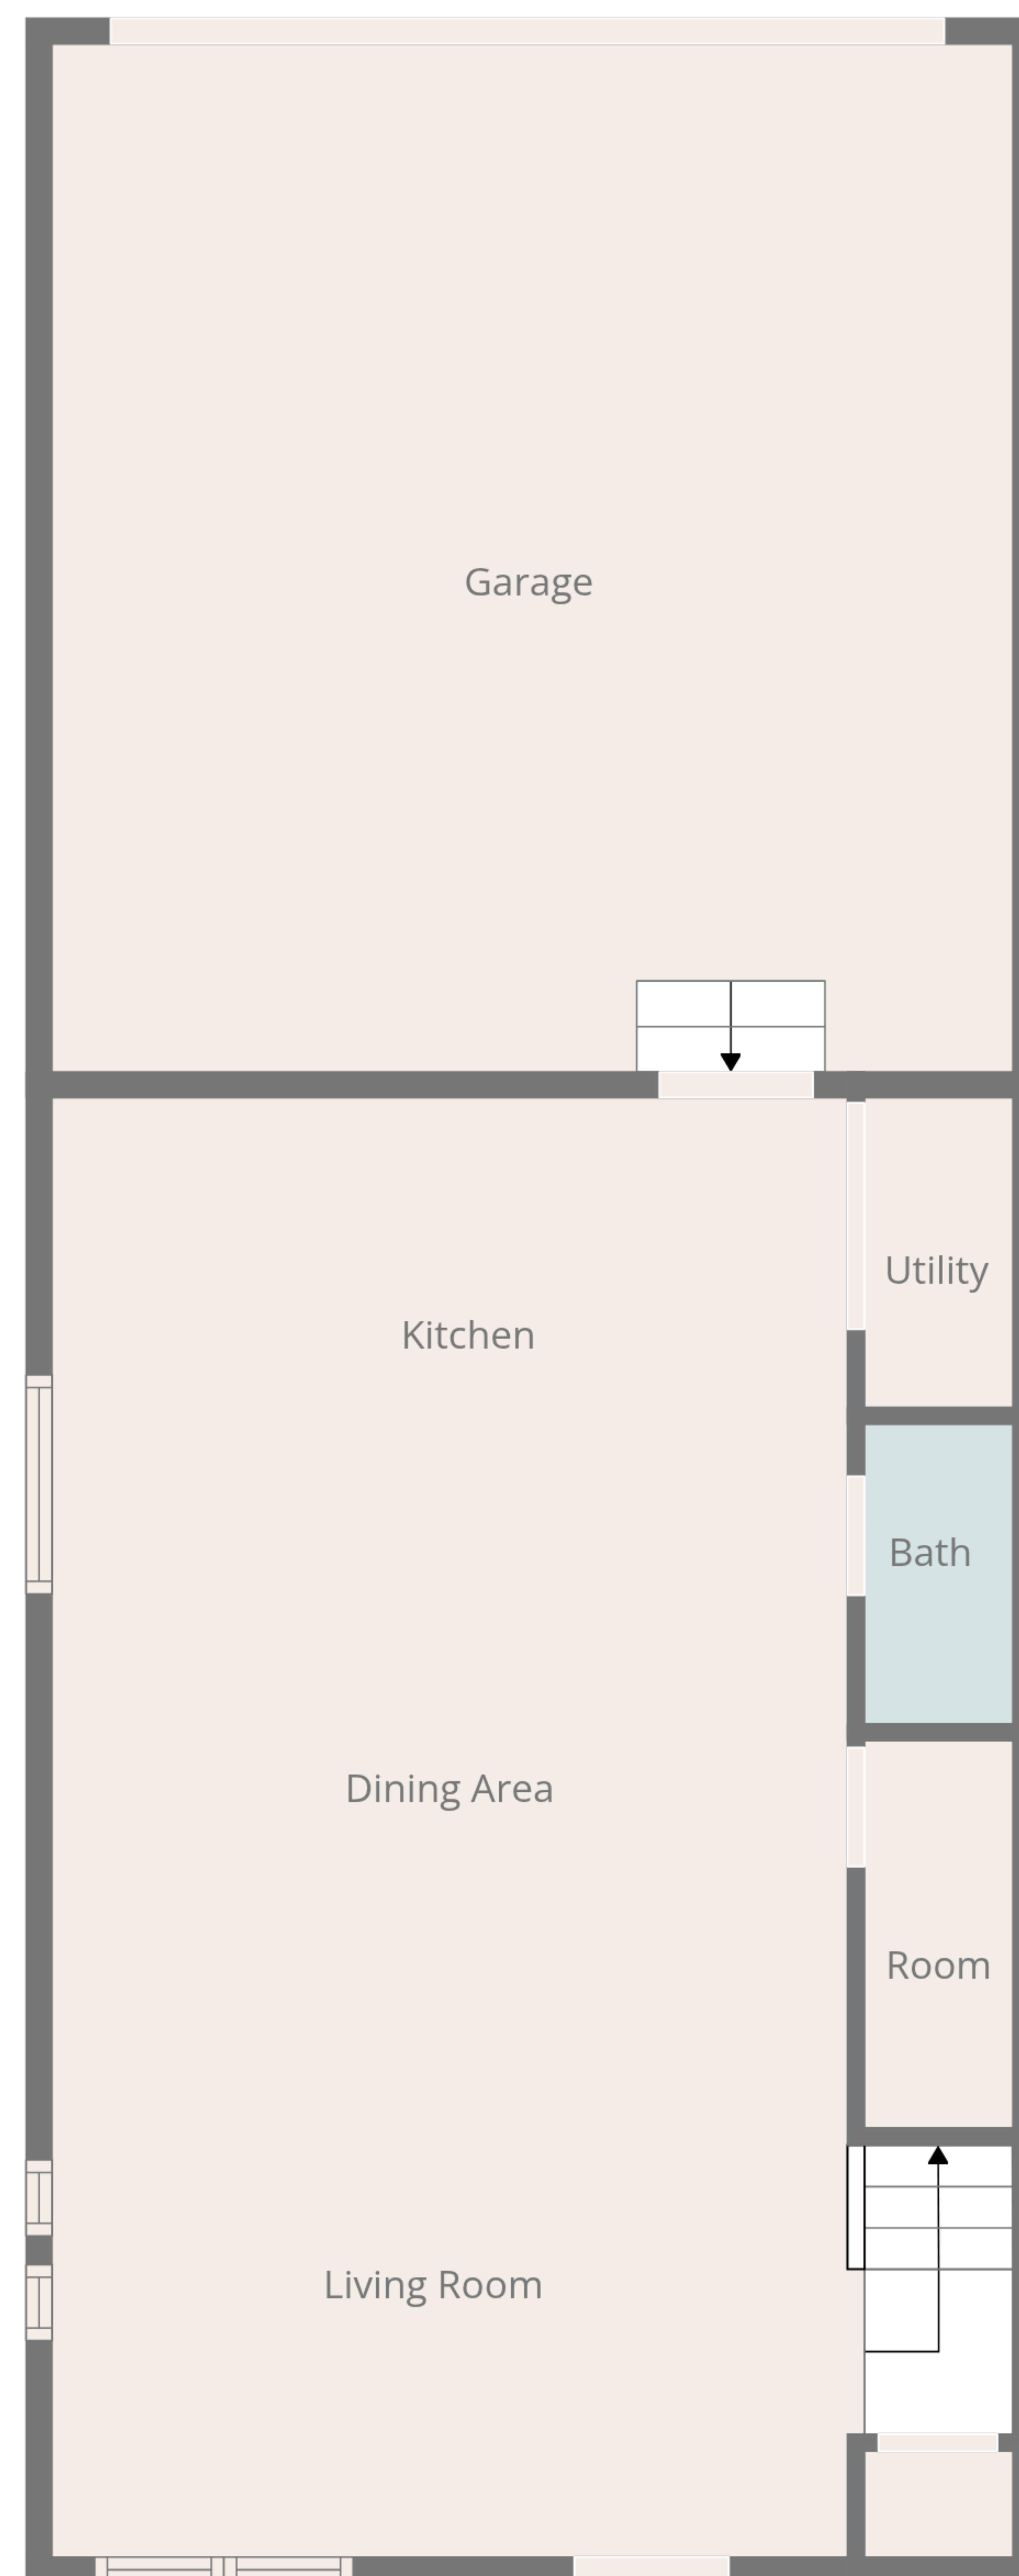 Garage
Utility
Kitchen
Bath
Dining Area
Room
Living Room